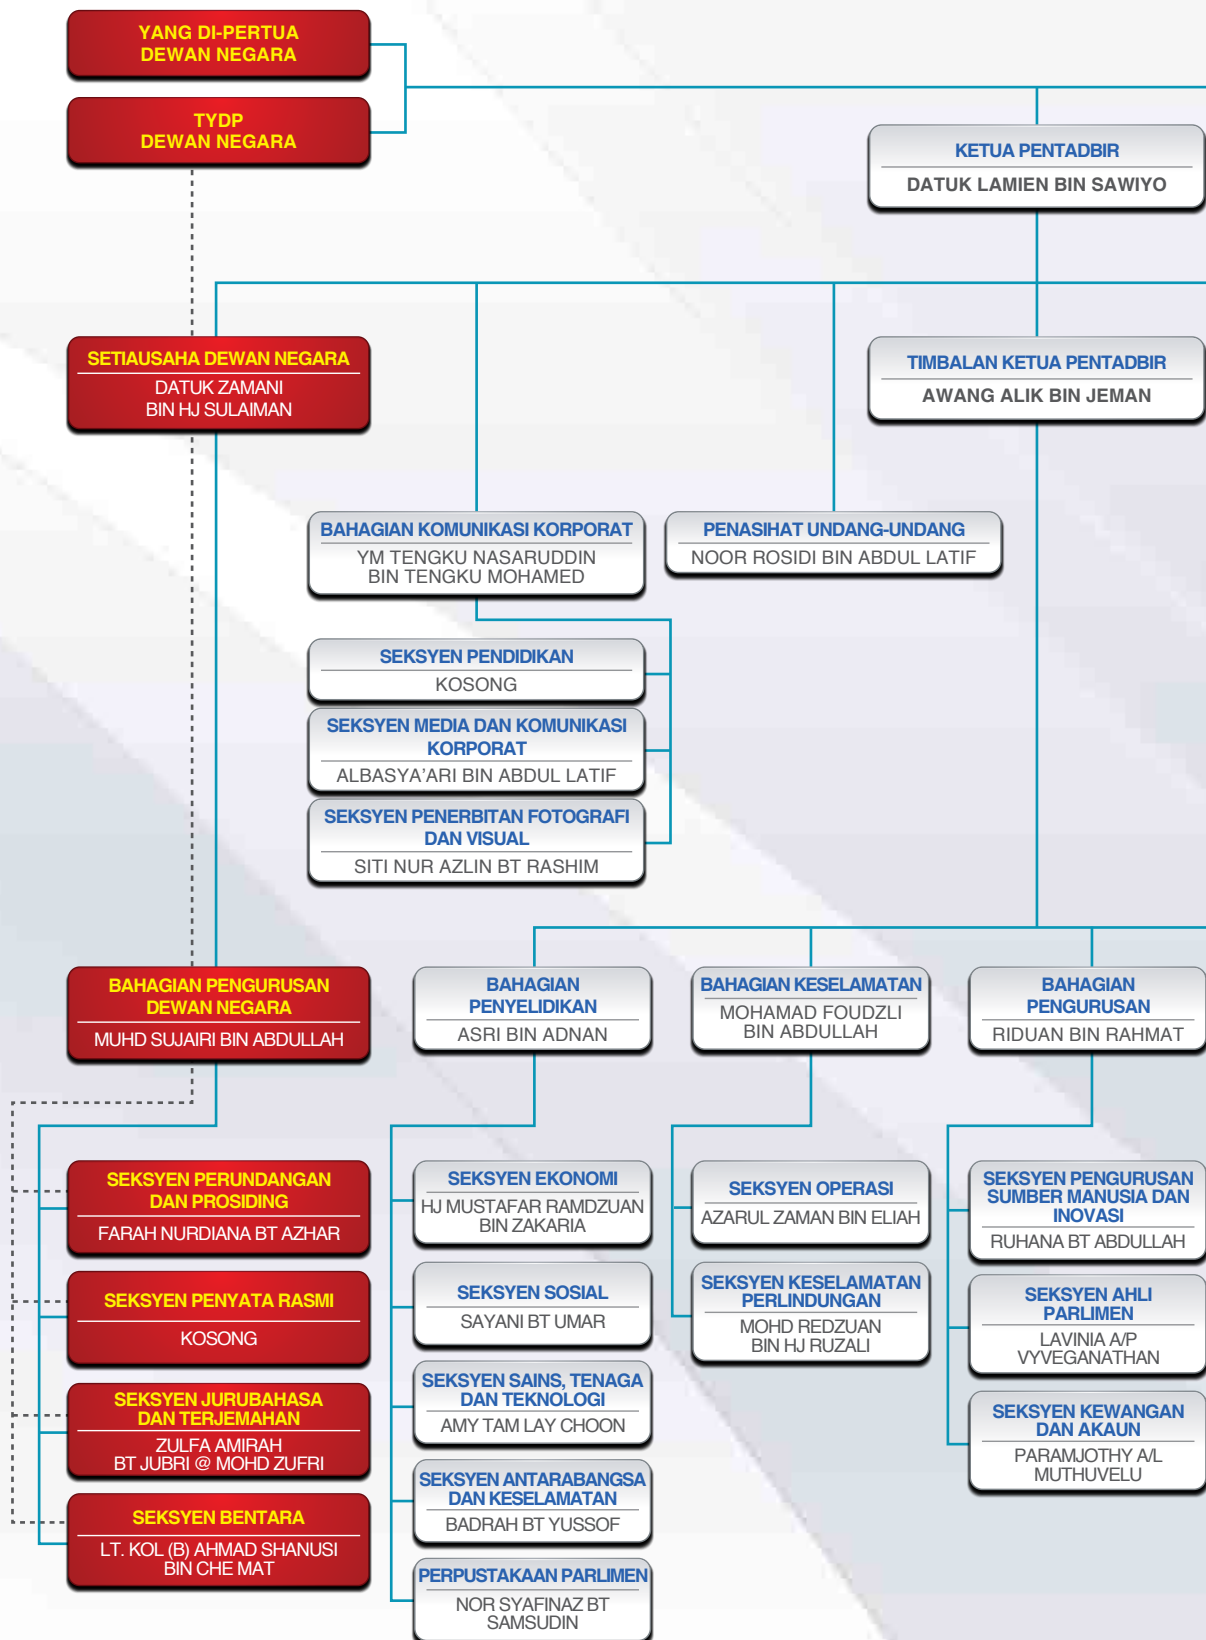 YANG DI-PERTUA
DEWAN NEGARA
TYDP
DEWAN NEGARA
KETUA PENTADBIR
DATUK LAMIEN BIN SAWIYO
SETIAUSAHA DEWAN NEGARA
DATUK ZAMANI
BIN HJ SULAIMAN
TIMBALAN KETUA PENTADBIR
AWANG ALIK BIN JEMAN
BAHAGIAN KOMUNIKASI KORPORAT
YM TENGKU NASARUDDIN
BIN TENGKU MOHAMED
PENASIHAT UNDANG-UNDANG
NOOR ROSIDI BIN ABDUL LATIF
SEKSYEN PENDIDIKAN
KOSONG
SEKSYEN MEDIA DAN KOMUNIKASI
KORPORAT
ALBASYA'ARI BIN ABDUL LATIF
SEKSYEN PENERBITAN FOTOGRAFI
DAN VISUAL
SITI NUR AZLIN BT RASHIM
BAHAGIAN PENGURUSAN
DEWAN NEGARA
MUHD SUJAIRI BIN ABDULLAH
BAHAGIAN
PENYELIDIKAN
ASRI BIN ADNAN
BAHAGIAN KESELAMATAN
MOHAMAD FOUDZLI
BIN ABDULLAH
BAHAGIAN
PENGURUSAN
RIDUAN BIN RAHMAT
SEKSYEN PERUNDANGAN
DAN PROSIDING
FARAH NURDIANA BT AZHAR
SEKSYEN PENYATA RASMI
KOSONG
SEKSYEN JURUBAHASA
DAN TERJEMAHAN
ZULFA AMIRAH
BT JUBRI @ MOHD ZUFRI
SEKSYEN BENTARA
LT. KOL (B) AHMAD SHANUSI
BIN CHE MAT
SEKSYEN EKONOMI
HJ MUSTAFAR RAMDZUAN
BIN ZAKARIA
SEKSYEN SOSIAL
SAYANI BT UMAR
SEKSYEN SAINS, TENAGA
DAN TEKNOLOGI
AMY TAM LAY CHOON
SEKSYEN ANTARABANGSA
DAN KESELAMATAN
BADRAH BT YUSSOF
PERPUSTAKAAN PARLIMEN
NOR SYAFINAZ BT
SAMSUDIN
SEKSYEN OPERASI
AZARUL ZAMAN BIN ELIAH
SEKSYEN KESELAMATAN
PERLINDUNGAN
MOHD REDZUAN
BIN HJ RUZALI
SEKSYEN PENGURUSAN
SUMBER MANUSIA DAN
INOVASI
RUHANA BT ABDULLAH
SEKSYEN AHLI
PARLIMEN
LAVINIA A/P
VYVEGANATHAN
SEKSYEN KEWANGAN
DAN AKAUN
PARAMJOTHY A/L
MUTHUVELU